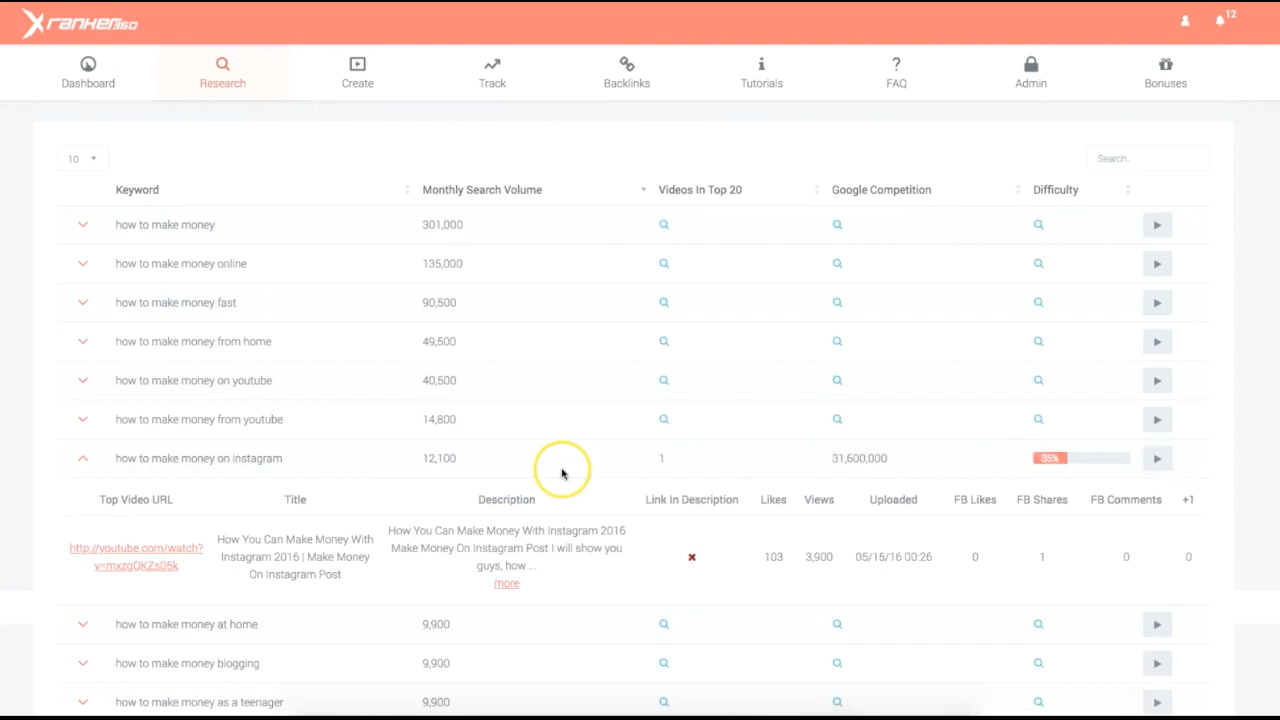 Xranker360
12
Dashboard
Research
Create
Track
Backlinks
Tutorials
FAQ
Admin
Bonuses
10
Search..
Keyword Monthly Search Volume Videos In Top 20 Google Competition Difficulty
how to make money 301,000
how to make money online 135,000
how to make money fast 90,500
how to make money from home 49,500
how to make money on youtube 40,500
how to make money from youtube 14,800
how to make money on instagram 12,100 1 31,600,000 35%
Top Video URL Title Description Link In Description Likes Views Uploaded FB Likes FB Shares FB Comments +1
http://youtube.com/watch?
v=mxzgQKZs05k
How You Can Make Money With
Instagram 2016 | Make Money
On Instagram Post
How You Can Make Money With Instagram 2016
Make Money On Instagram Post I will show you
guys, how ...
more
103 3,900 05/15/16 00:26 0 1 0 0
how to make money at home 9,900
how to make money blogging 9,900
how to make money as a teenager 9,900